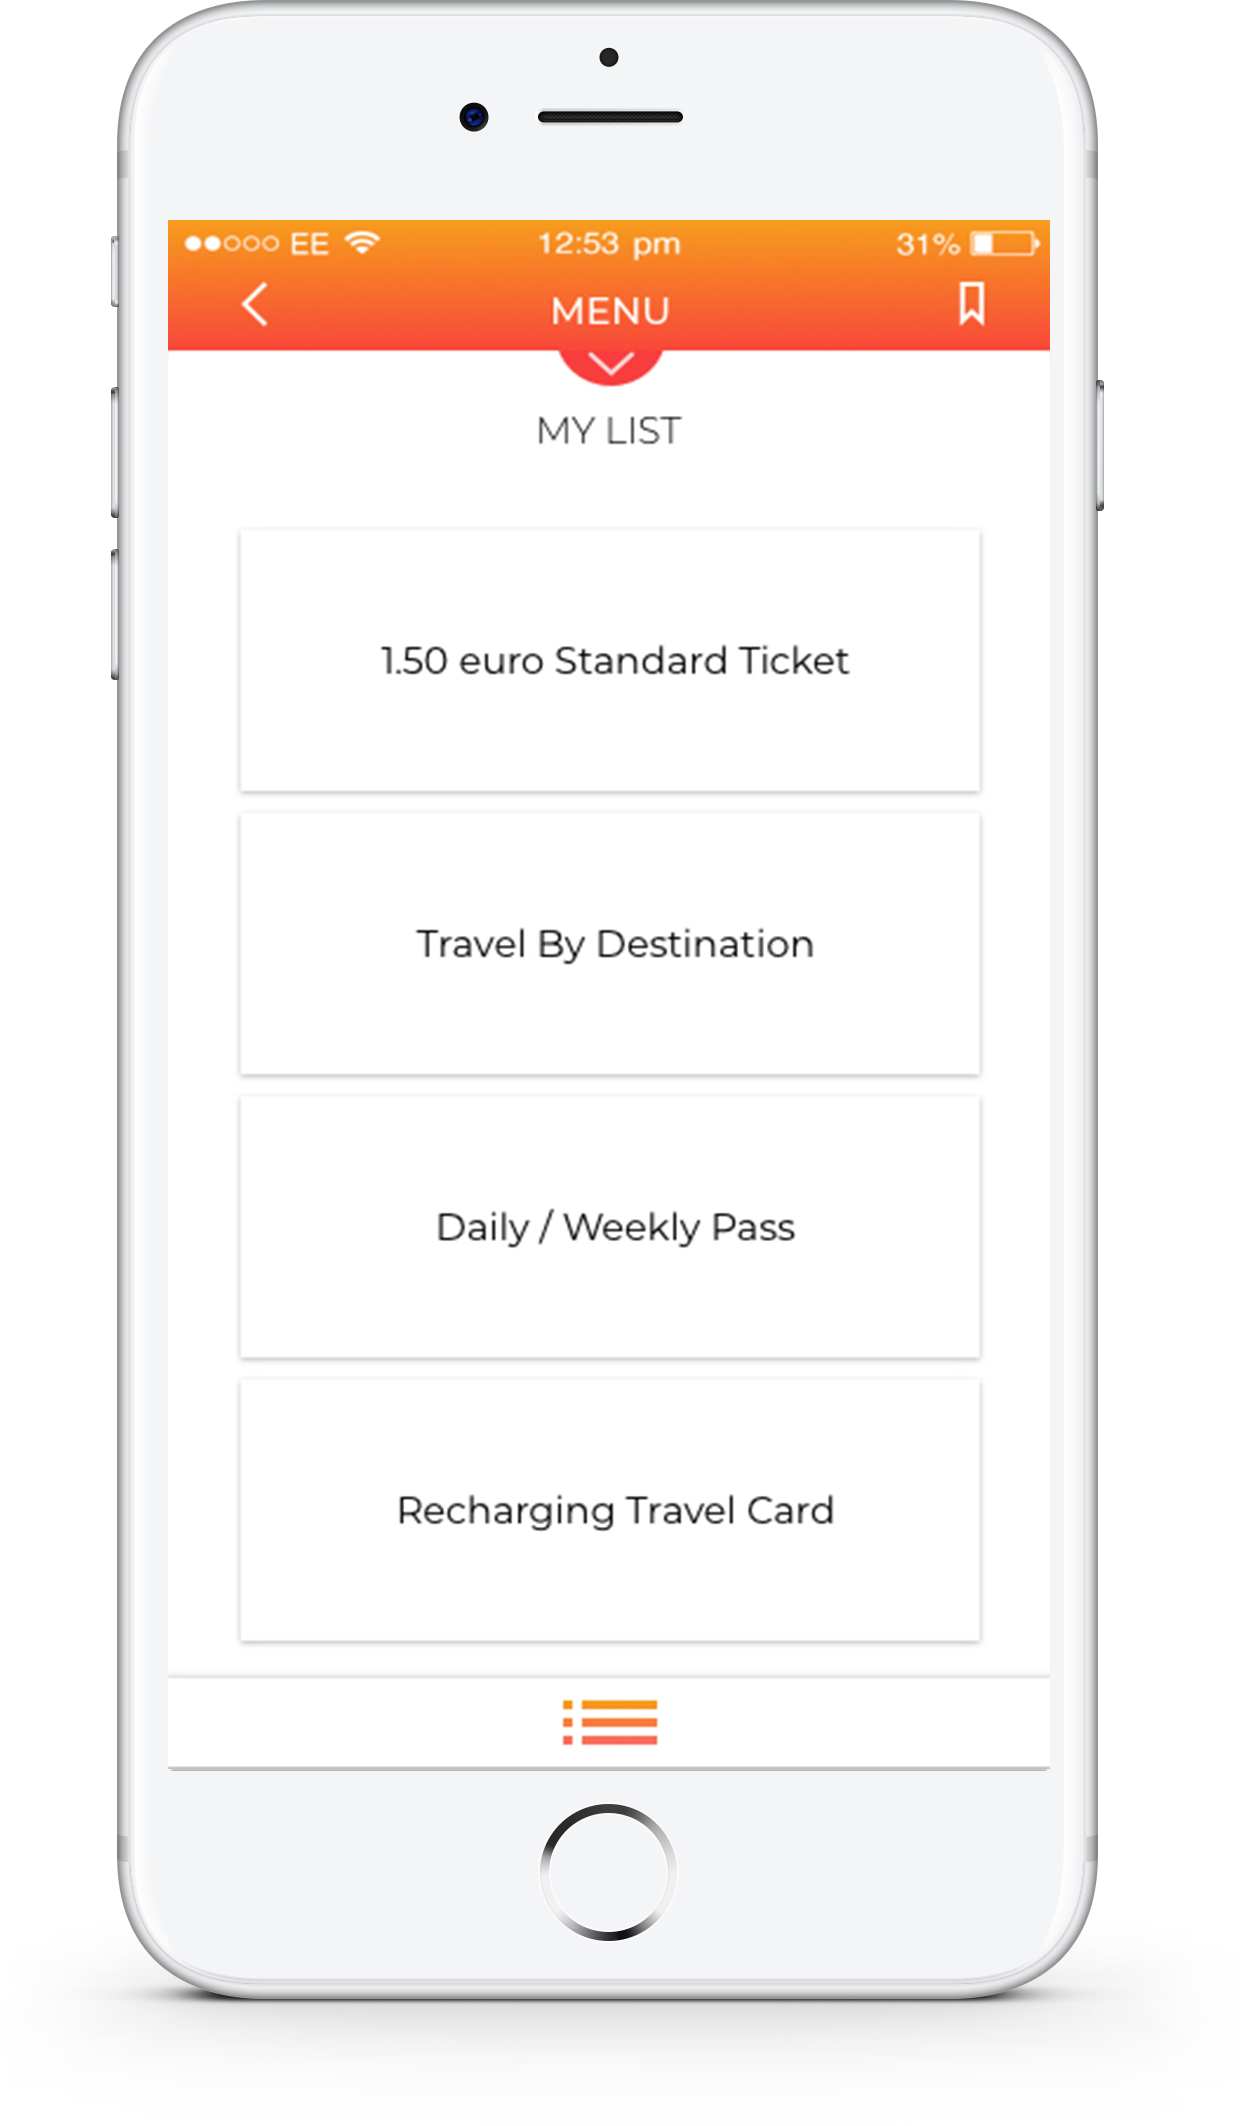 EE 12:53 pm 31%
MENU
MY LIST
1.50 euro Standard Ticket
Travel By Destination
Daily / Weekly Pass
Recharging Travel Card